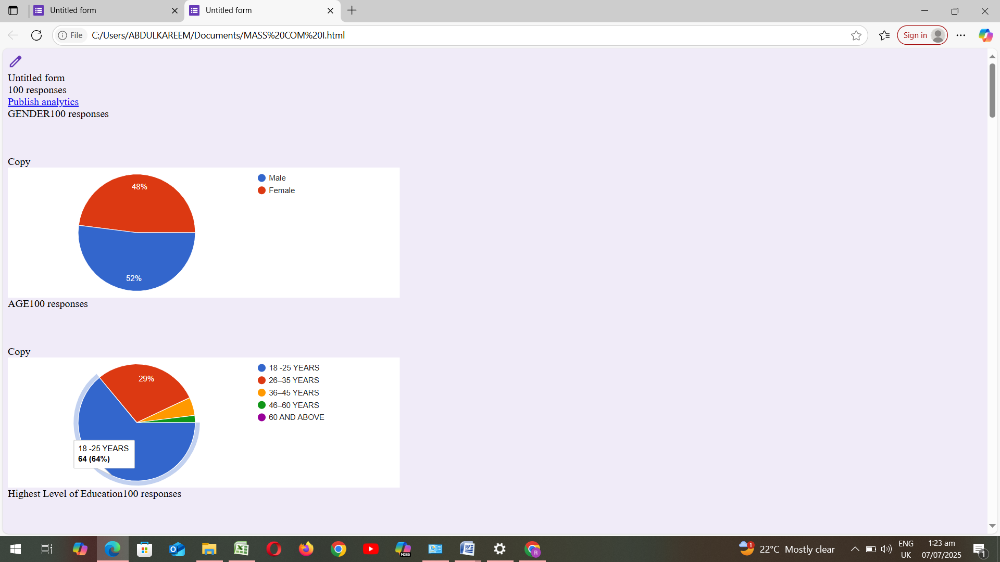 Untitled form
Untitled form
File
C:/Users/ABDULKAREEM/Documents/MASS%20COM%20I.html
Sign in
Untitled form
100 responses
Publish analytics
GENDER100 responses
Copy
48%
52%
Male
Female
AGE100 responses
Copy
29%
18 -25 YEARS
64 (64%)
18 -25 YEARS
26–35 YEARS
36–45 YEARS
46–60 YEARS
60 AND ABOVE
Highest Level of Education100 responses
M365
R
1
22°C Mostly clear
ENG
UK
1:23 am
07/07/2025
1